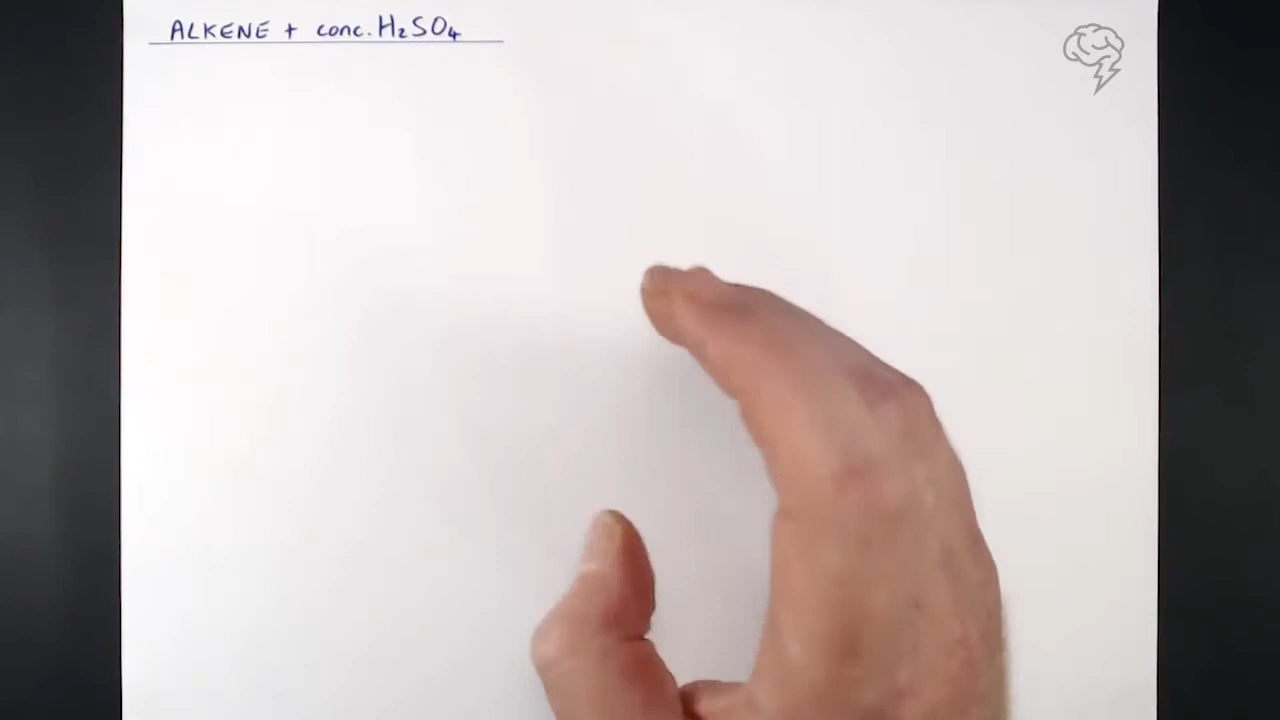 ALKENE + conc. H₂SO₄